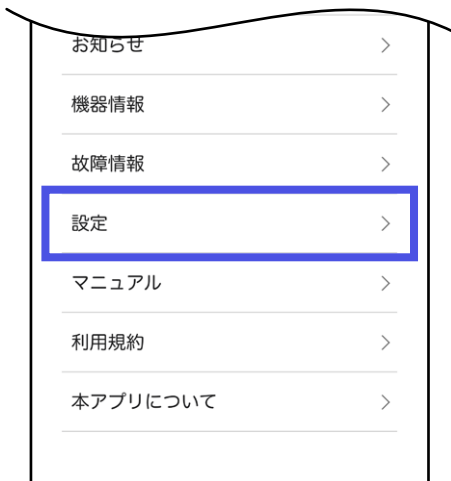 お知らせ
機器情報
故障情報
設定
マニュアル
利用規約
本アプリについて